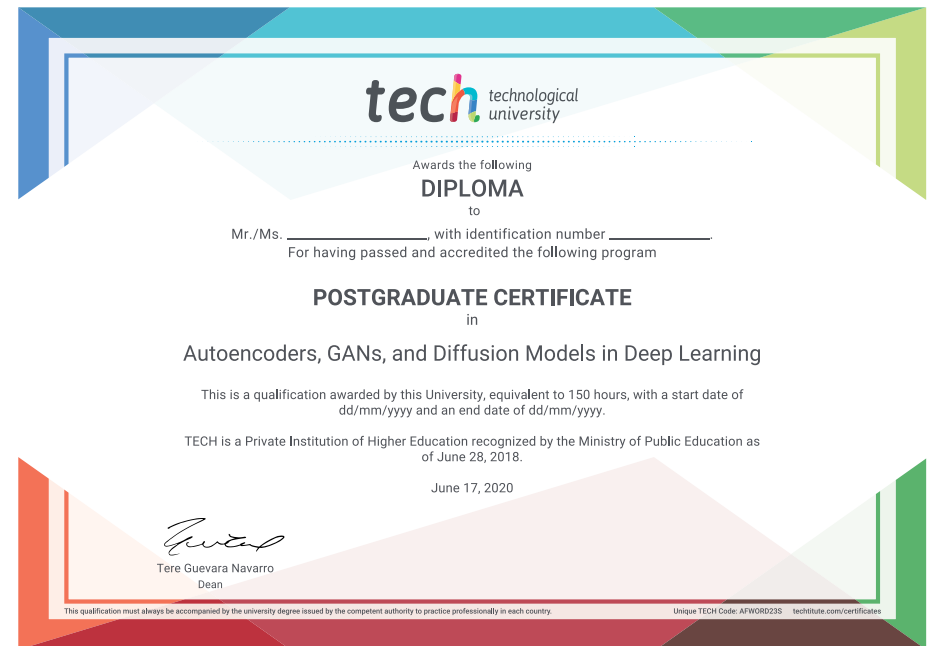 tech technological
university
Awards the following
DIPLOMA
to
Mr./Ms. ____________________, with identification number ______________.
For having passed and accredited the following program
POSTGRADUATE CERTIFICATE
in
Autoencoders, GANs, and Diffusion Models in Deep Learning
This is a qualification awarded by this University, equivalent to 150 hours, with a start date of
dd/mm/yyyy and an end date of dd/mm/yyyy.
TECH is a Private Institution of Higher Education recognized by the Ministry of Public Education as
of June 28, 2018.
June 17, 2020
Tere Guevara Navarro
Dean
This qualification must always be accompanied by the university degree issued by the competent authority to practice professionally in each country.
Unique TECH Code: AFWORD23S techtitute.com/certificates